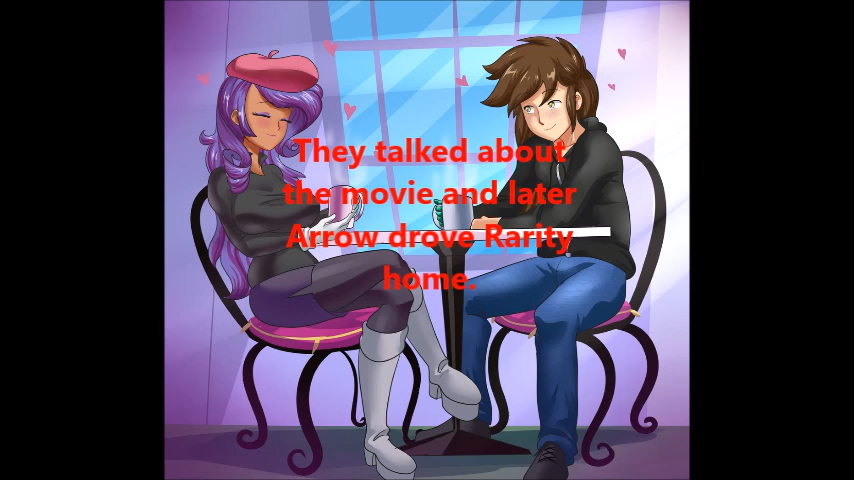 They talked about
the movie and later
Arrow drove Rarity
home.